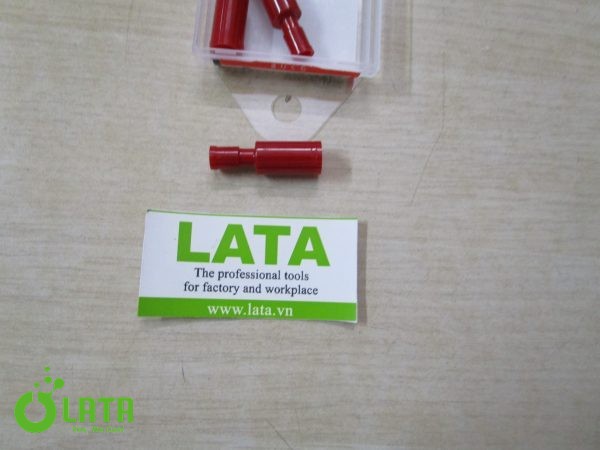 LATA
The professional tools
for factory and workplace
www.lata.vn
LATA